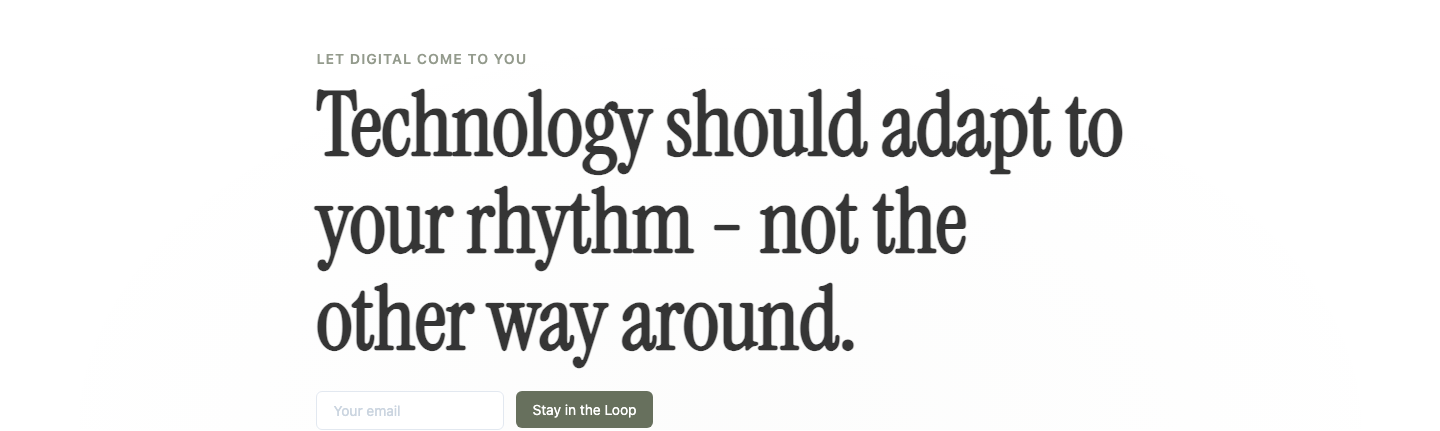 LET DIGITAL COME TO YOU
Technology should adapt to
your rhythm – not the
other way around.
Your email
Stay in the Loop